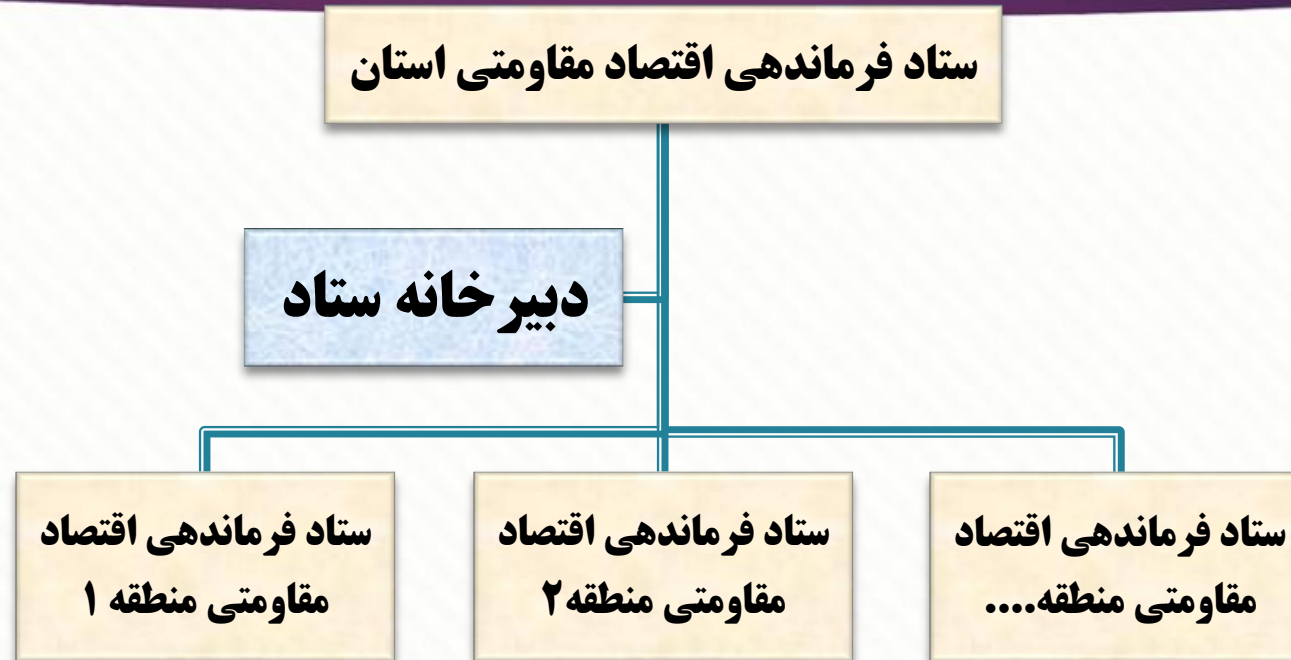 ستاد فرماندهی اقتصاد مقاومتی استان
دبیرخانه ستاد
ستاد فرماندهی اقتصاد
مقاومتی منطقه....
ستاد فرماندهی اقتصاد
مقاومتی منطقه۲
ستاد فرماندهی اقتصاد
مقاومتی منطقه ۱